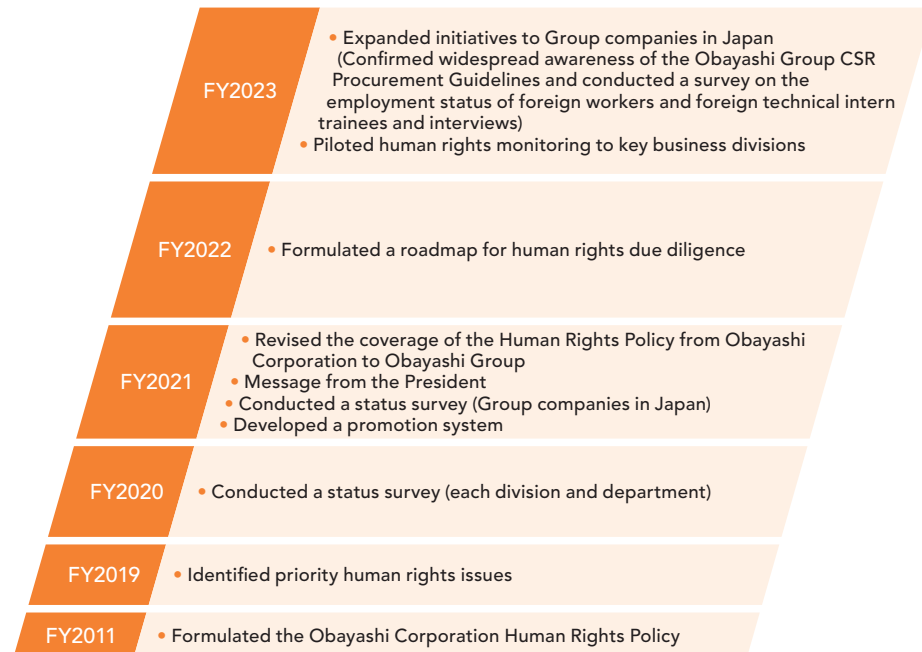 FY2023
• Expanded initiatives to Group companies in Japan
(Confirmed widespread awareness of the Obayashi Group CSR
Procurement Guidelines and conducted a survey on the
employment status of foreign workers and foreign technical intern
trainees and interviews)
• Piloted human rights monitoring to key business divisions
FY2022
• Formulated a roadmap for human rights due diligence
FY2021
• Revised the coverage of the Human Rights Policy from Obayashi
Corporation to Obayashi Group
• Message from the President
• Conducted a status survey (Group companies in Japan)
• Developed a promotion system
FY2020
• Conducted a status survey (each division and department)
FY2019
• Identified priority human rights issues
FY2011
• Formulated the Obayashi Corporation Human Rights Policy